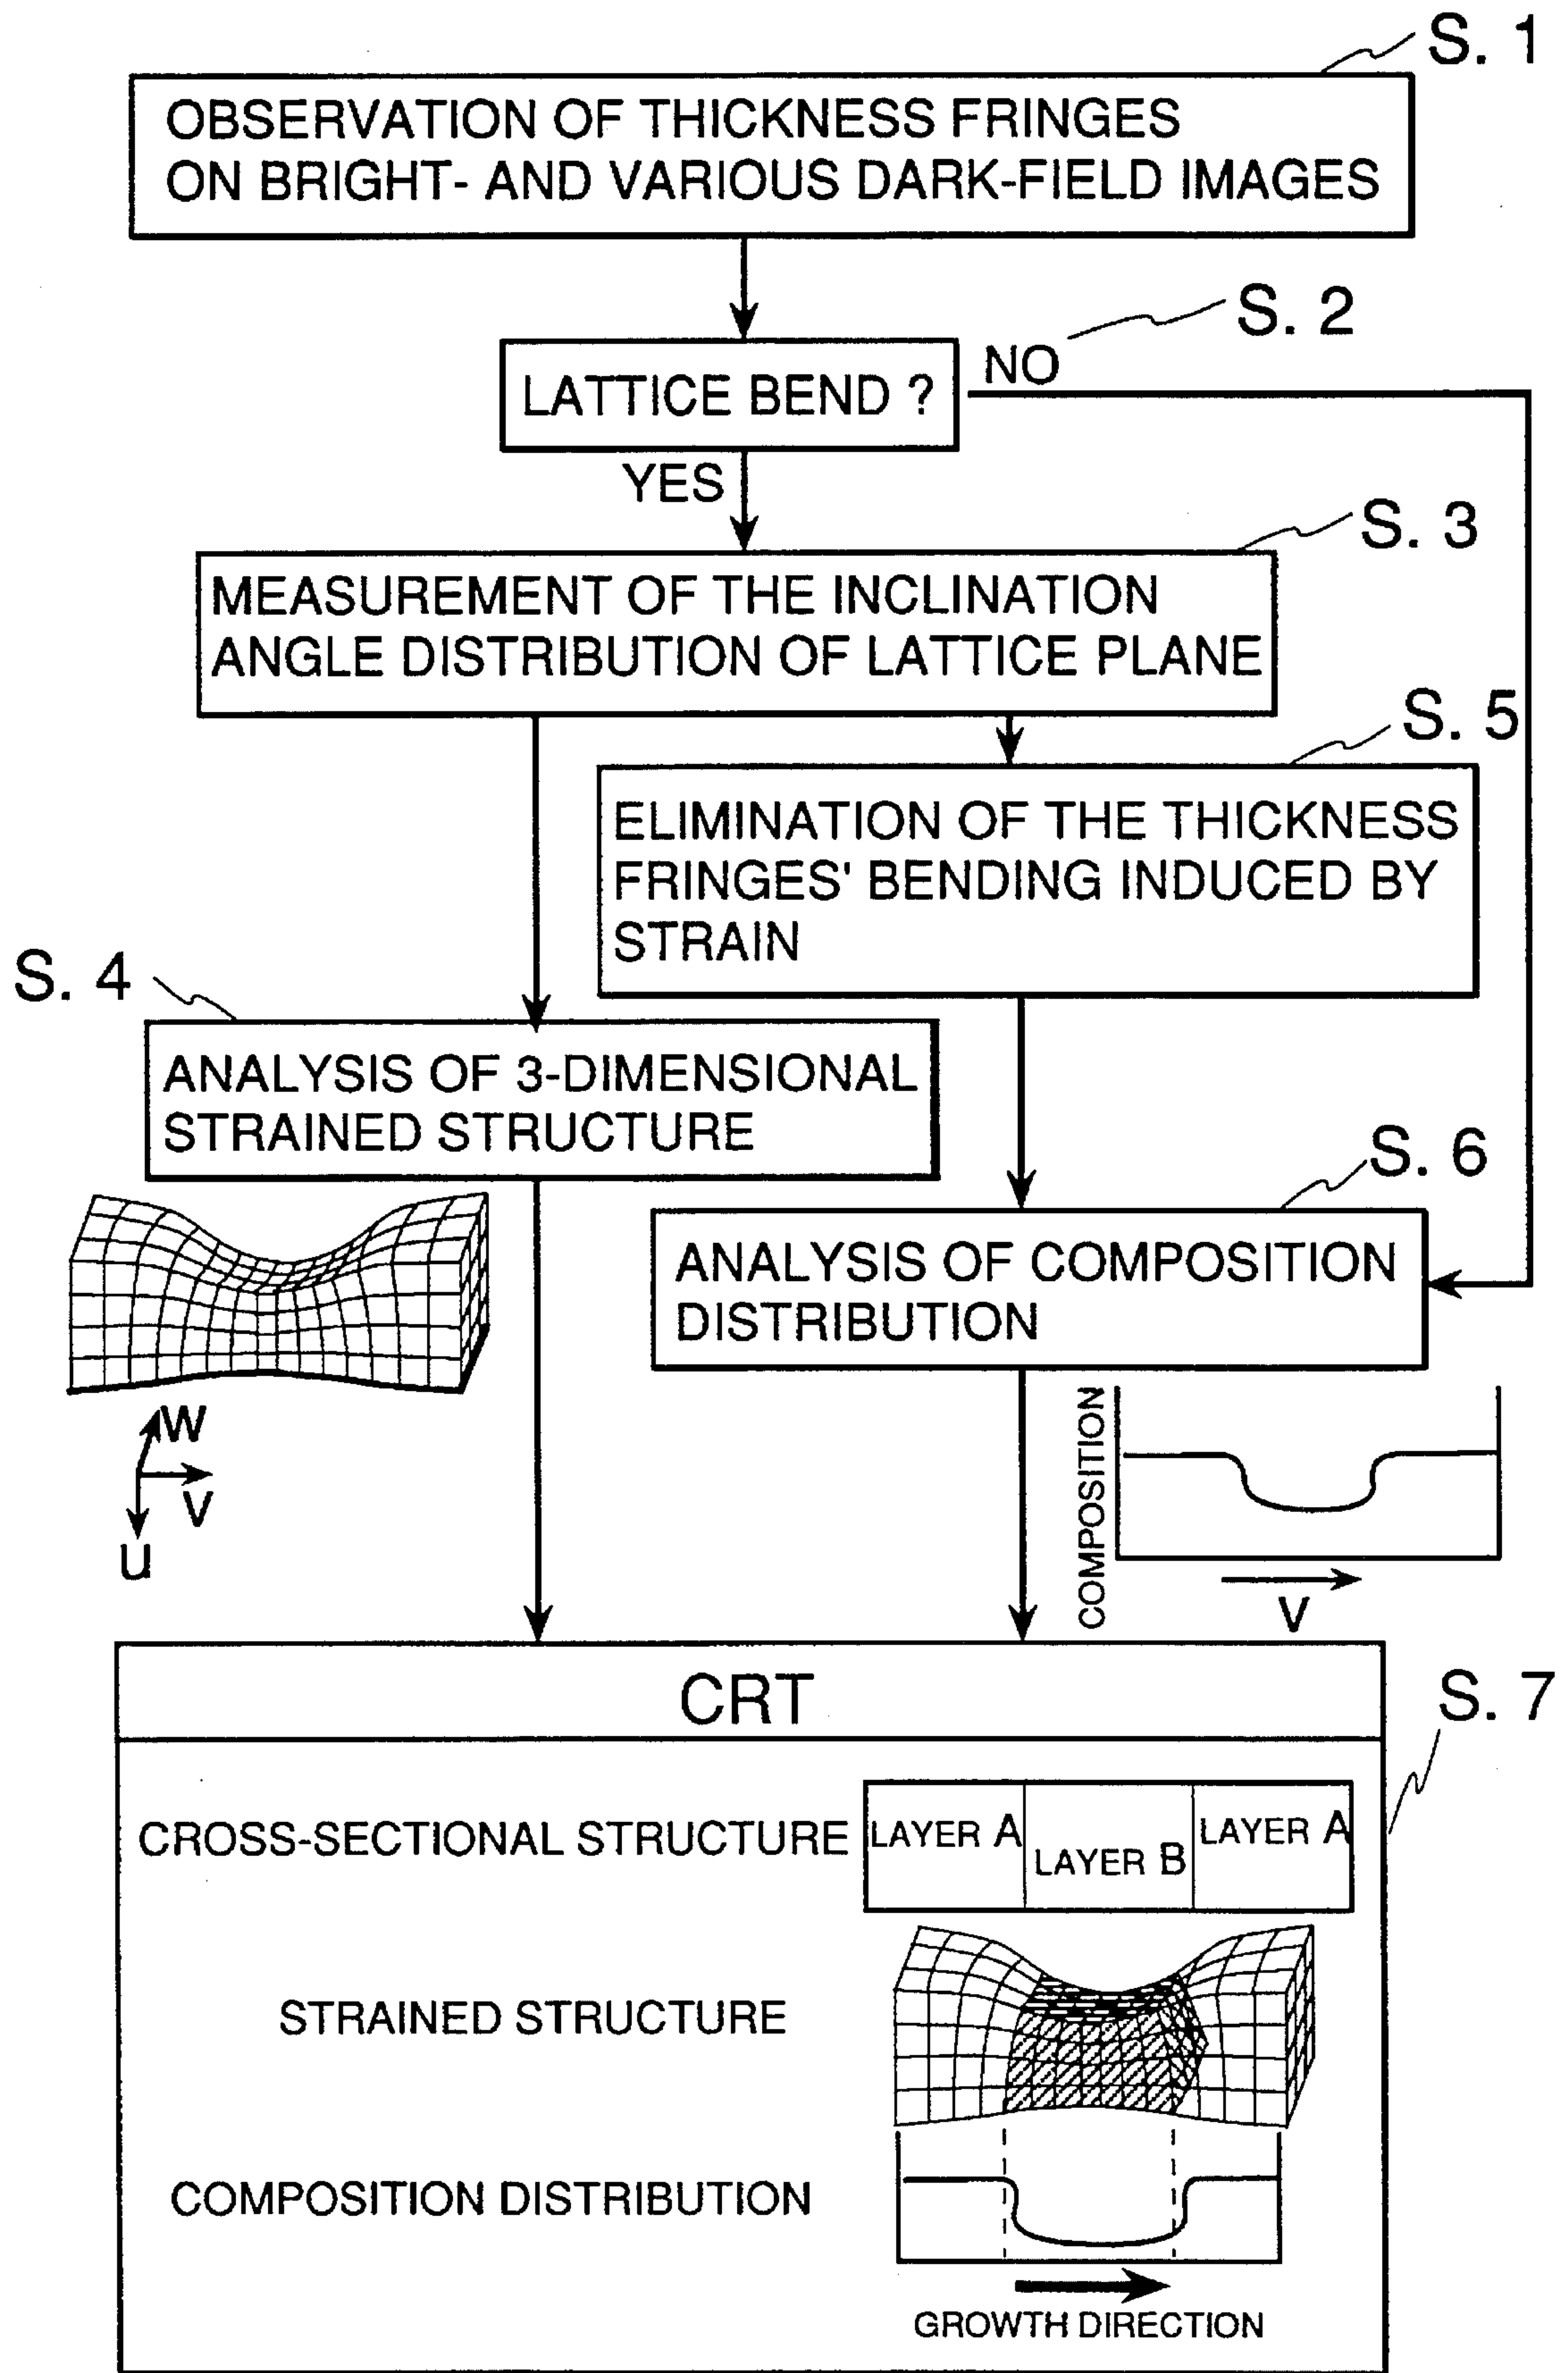 S. 1
OBSERVATION OF THICKNESS FRINGES
ON BRIGHT- AND VARIOUS DARK-FIELD IMAGES
S. 2
NO
LATTICE BEND ?
YES
S. 3
MEASUREMENT OF THE INCLINATION
ANGLE DISTRIBUTION OF LATTICE PLANE
S. 5
ELIMINATION OF THE THICKNESS
FRINGES' BENDING INDUCED BY
STRAIN
S. 4
ANALYSIS OF 3-DIMENSIONAL
STRAINED STRUCTURE
S. 6
ANALYSIS OF COMPOSITION
DISTRIBUTION
W
V
u
COMPOSITION
V
CRT
S. 7
CROSS-SECTIONAL STRUCTURE
LAYER A
LAYER B
LAYER A
STRAINED STRUCTURE
COMPOSITION DISTRIBUTION
GROWTH DIRECTION